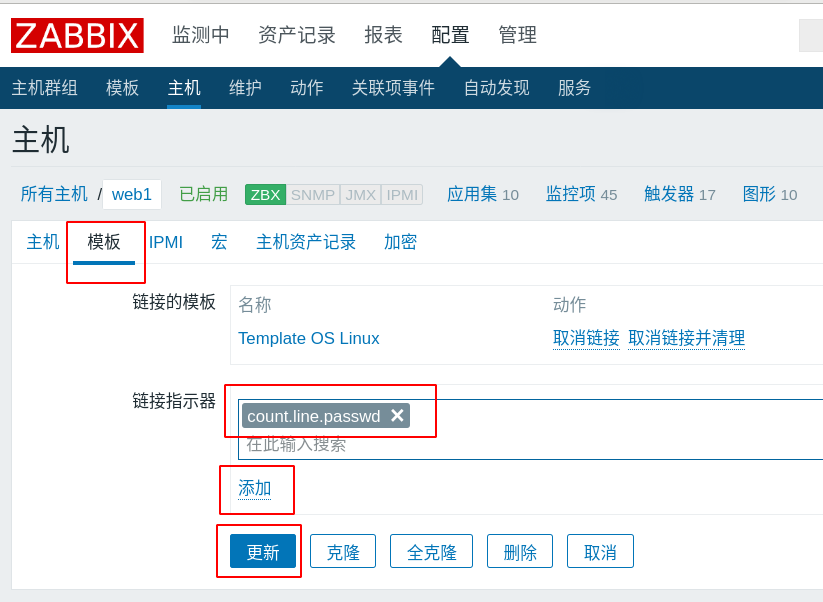 ZABBIX 监测中 资产记录 报表 配置 管理
主机群组 模板 主机 维护 动作 关联项事件 自动发现 服务
主机
所有主机 / web1 已启用 ZBX SNMP JMX IPMI 应用集 10 监控项 45 触发器 17 图形 10
主机 模板 IPMI 宏 主机资产记录 加密
链接的模板 名称 动作
Template OS Linux 取消链接 取消链接并清理
链接指示器 count.line.passwd ✕
在此输入搜索
添加
更新 克隆 全克隆 删除 取消